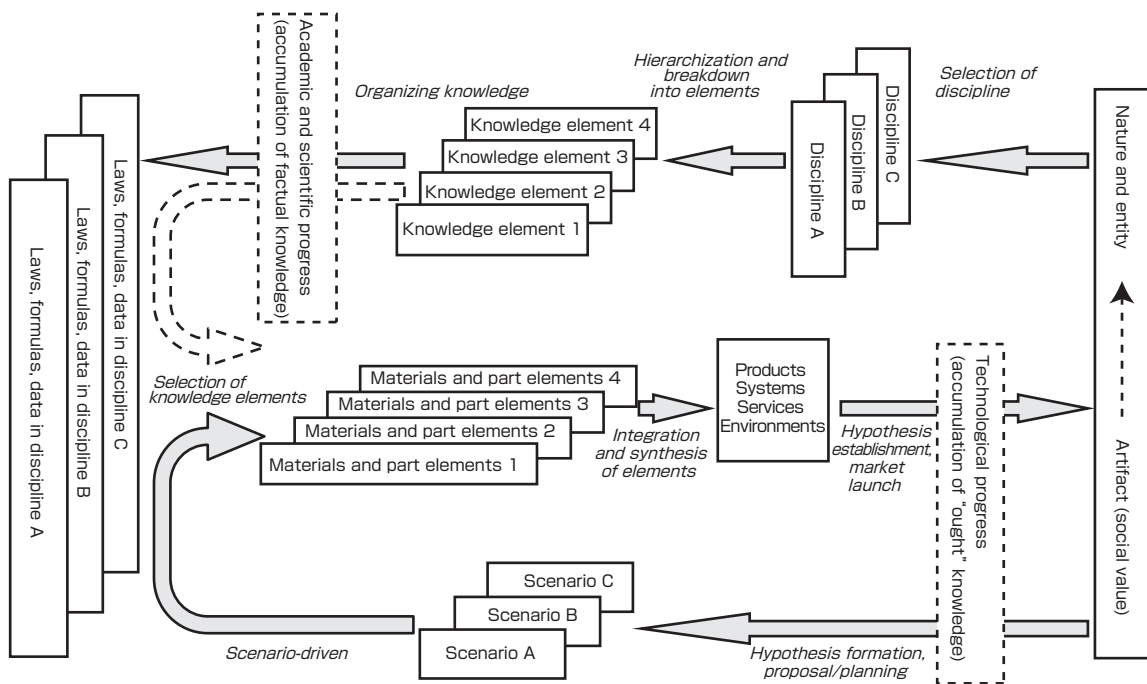 Academic and scientific progress
(accumulation of factual knowledge)
Hierarchization and
breakdown
into elements
Selection of
discipline
Organizing knowledge
Knowledge element 4
Knowledge element 3
Knowledge element 2
Knowledge element 1
Discipline C
Discipline B
Discipline A
Nature and entity
Artifact (social value)
Laws, formulas, data in discipline C
Laws, formulas, data in discipline B
Laws, formulas, data in discipline A
Selection of
knowledge elements
Materials and part elements 4
Materials and part elements 3
Materials and part elements 2
Materials and part elements 1
Integration
and synthesis
of elements
Products
Systems
Services
Environments
Hypothesis
establishment,
market
launch
Technological progress
(accumulation of “ought” knowledge)
Scenario C
Scenario B
Scenario A
Scenario-driven
Hypothesis formation,
proposal/planning